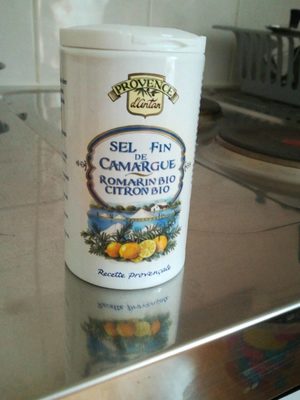 PROVENCE
d'antan
SEL FIN
DE
CAMARGUE
ROMARIN BIO
CITRON BIO
Recette Provençale